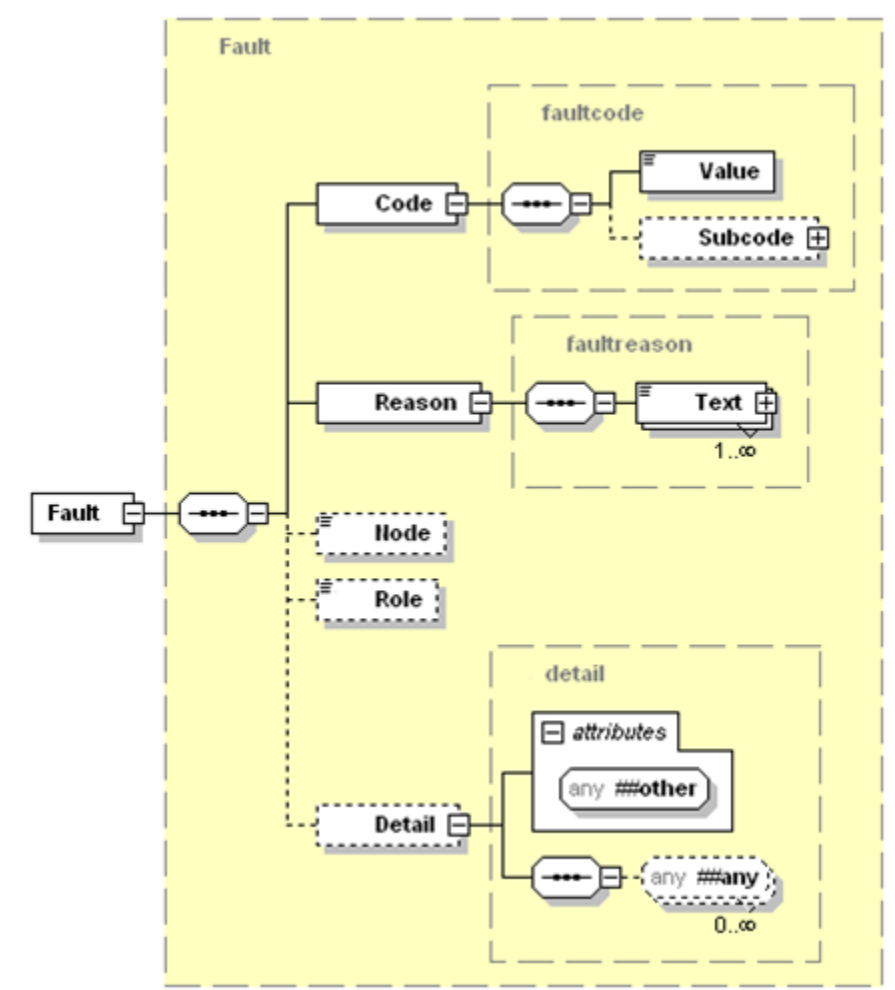 Fault
faultcode
Value
Code
Subcode
faultreason
Reason
Text
1..∞
Fault
Node
Role
detail
attributes
any ##other
Detail
any ##any
0..∞